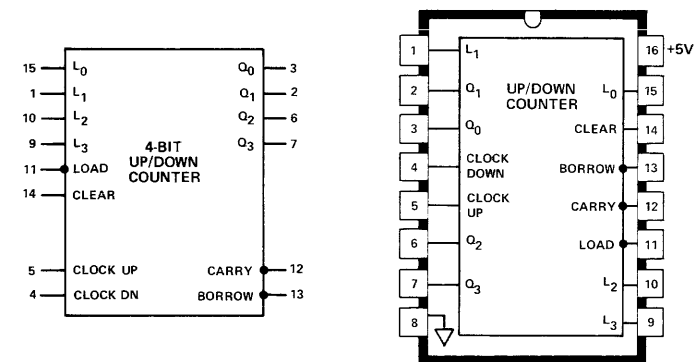 15 L0 Q0 3
1 L1 Q1 2
10 L2 Q2 6
9 L3 Q3 7
4-BIT
UP/DOWN
COUNTER
11 LOAD
14 CLEAR
5 CLOCK UP CARRY 12
4 CLOCK DN BORROW 13
1 L1 16 +5V
2 Q1 UP/DOWN L0 15
COUNTER
3 Q0 CLEAR 14
4 CLOCK BORROW 13
DOWN
5 CLOCK CARRY 12
UP
6 Q2 LOAD 11
7 Q3 L2 10
8 L3 9